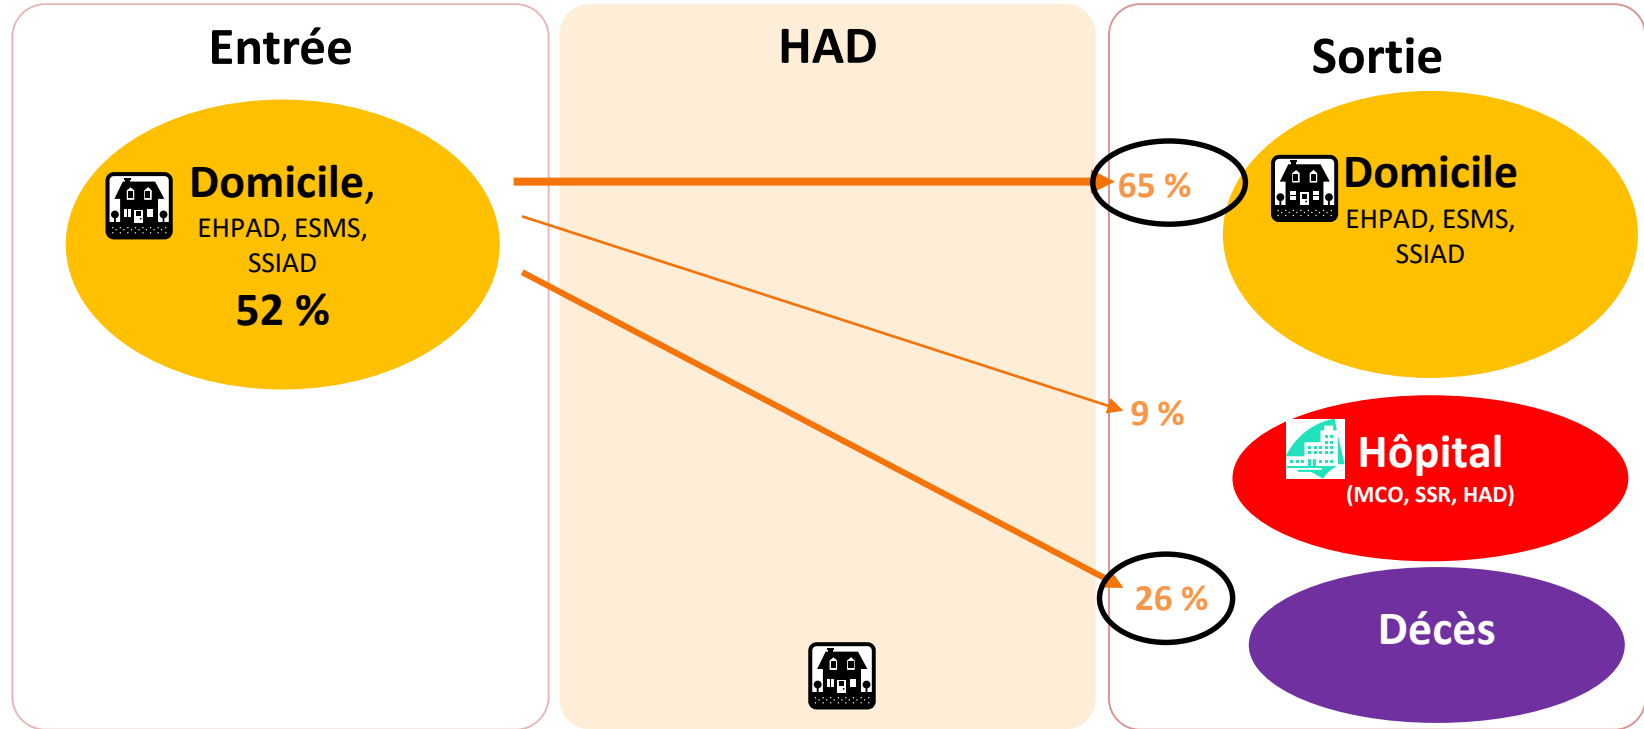 Entrée
Domicile,
EHPAD, ESMS,
SSIAD
52 %
HAD
Sortie
65 %
9 %
26 %
Domicile
EHPAD, ESMS,
SSIAD
Hôpital
(MCO, SSR, HAD)
Décès